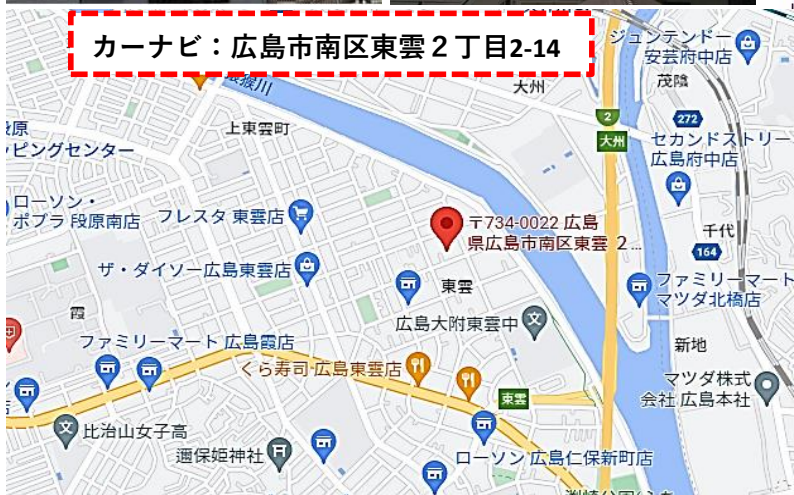 カーナビ：広島市南区東雲２丁目2-14
ジュンテンドー
安芸府中店
猿猴川
大州
茂陰
2
大州
272
上東雲町
セカンドストリー
広島府中店
段原
ッピングセンター
ローソン・
ポプラ 段原南店
フレスタ 東雲店
〒734-0022 広島
県広島市南区東雲 ２...
千代
164
ザ・ダイソー広島東雲店
東雲
ファミリーマート
マツダ北橋店
霞
広島大附東雲中
文
ファミリーマート 広島霞店
新地
くら寿司 広島東雲店
マツダ株式
会社 広島本社
東雲
文
比治山女子高
邇保姫神社
ローソン 広島仁保新町店
店